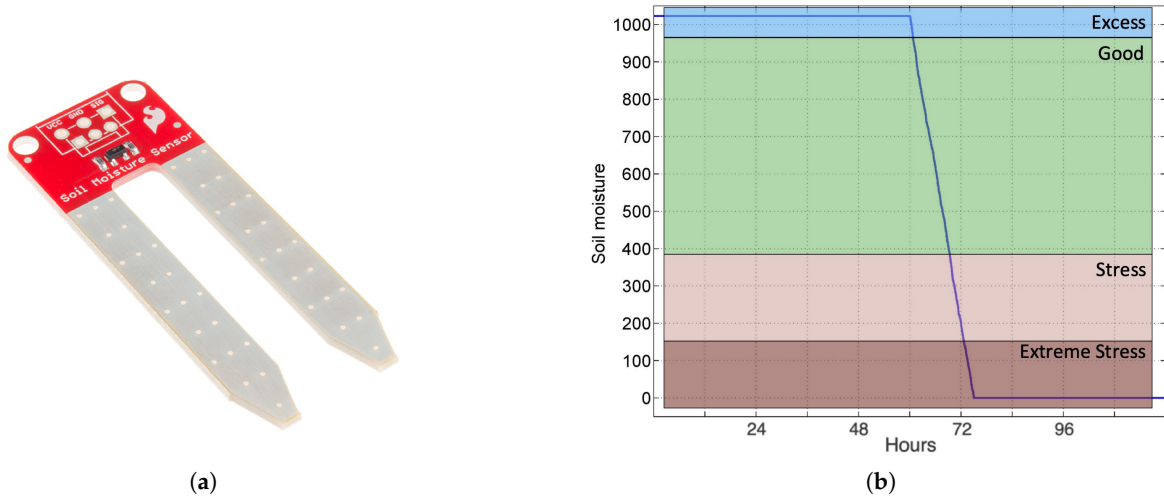 VCC GND SIG
Soil Moisture Sensor
(a)
Soil moisture
1000
900
800
700
600
500
400
300
200
100
0
Excess
Good
Stress
Extreme Stress
24 48 72 96
Hours
(b)